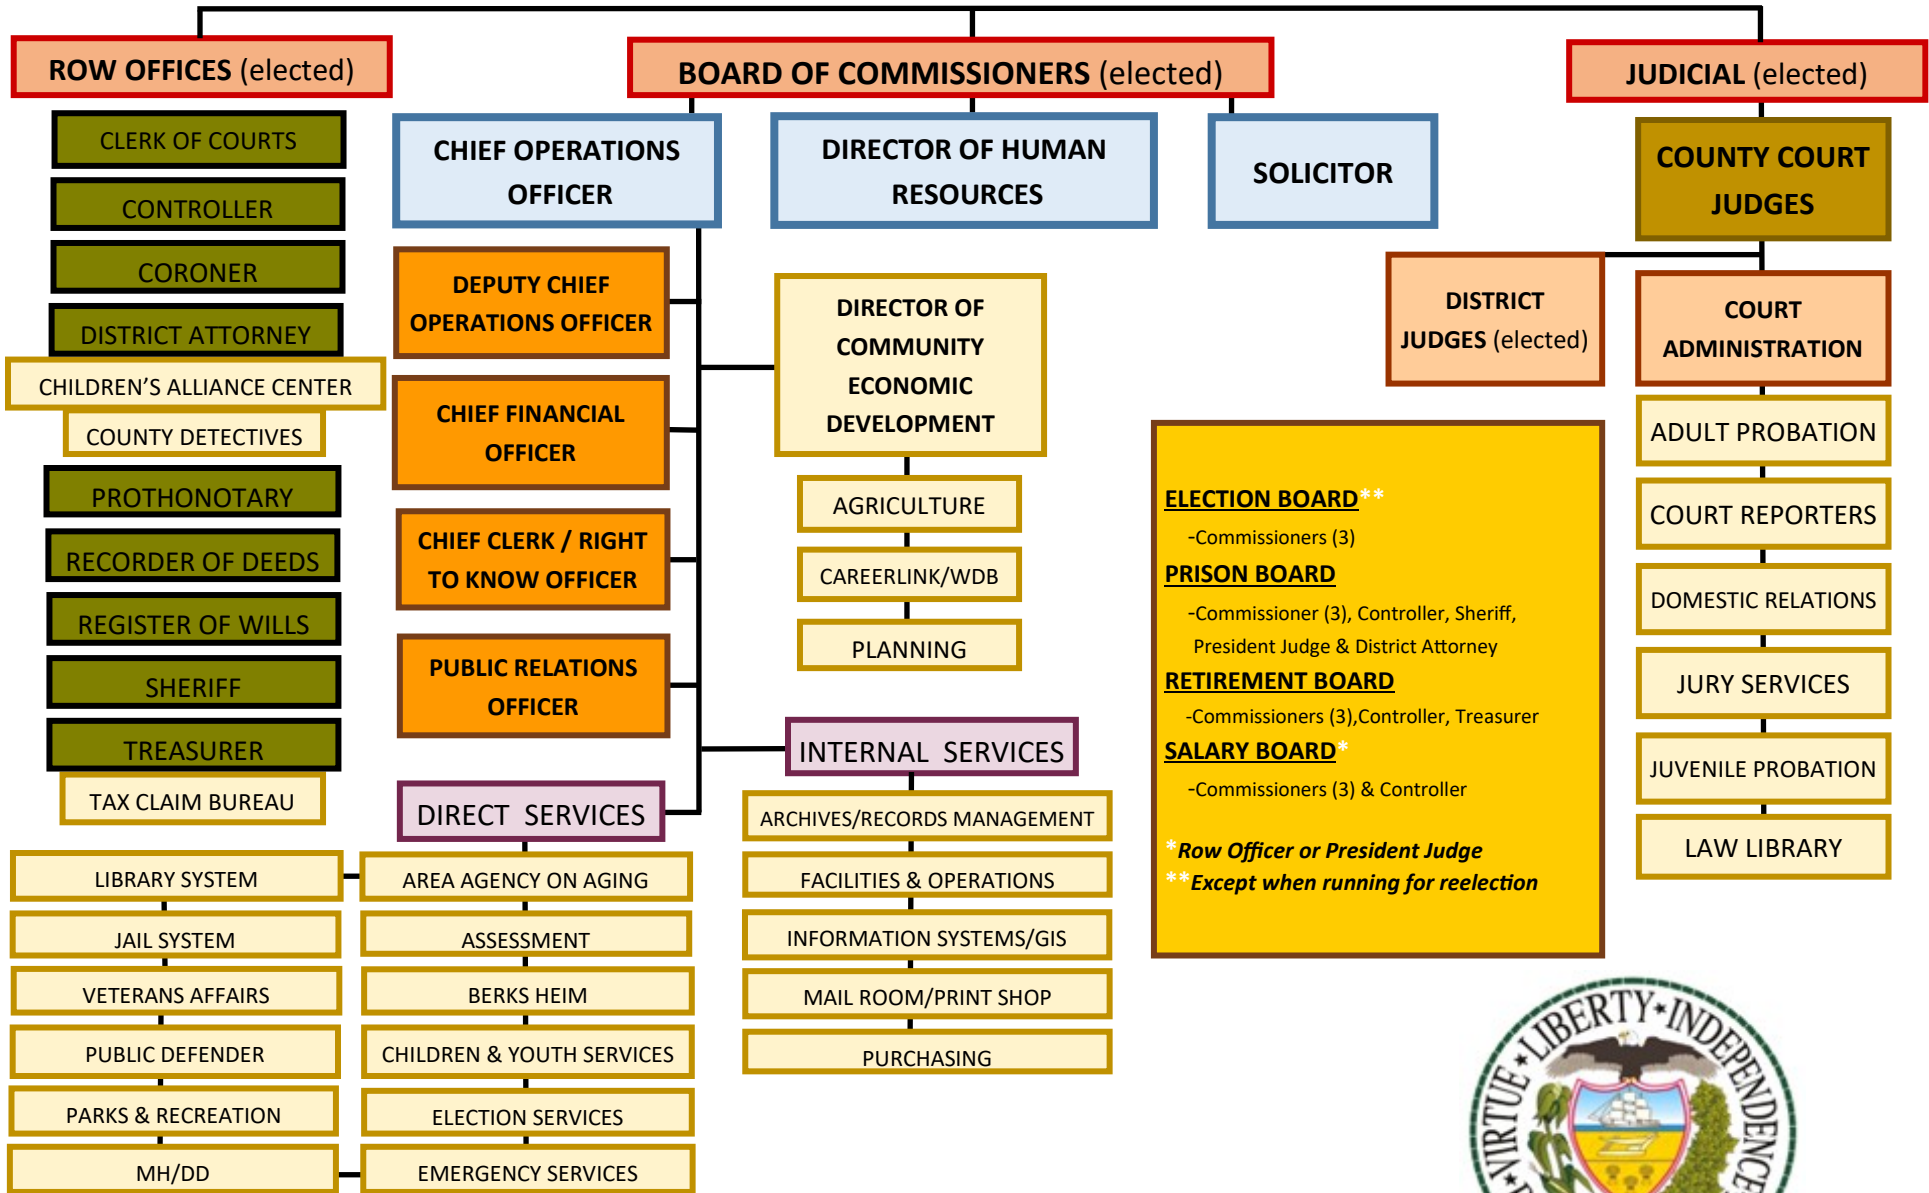 ROW OFFICES (elected)
BOARD OF COMMISSIONERS (elected)
JUDICIAL (elected)
CLERK OF COURTS
CONTROLLER
CORONER
DISTRICT ATTORNEY
CHILDREN’S ALLIANCE CENTER
COUNTY DETECTIVES
PROTHONOTARY
RECORDER OF DEEDS
REGISTER OF WILLS
SHERIFF
TREASURER
TAX CLAIM BUREAU
CHIEF OPERATIONS
OFFICER
DIRECTOR OF HUMAN
RESOURCES
SOLICITOR
DEPUTY CHIEF
OPERATIONS OFFICER
CHIEF FINANCIAL
OFFICER
CHIEF CLERK / RIGHT
TO KNOW OFFICER
PUBLIC RELATIONS
OFFICER
DIRECTOR OF
COMMUNITY
ECONOMIC
DEVELOPMENT
AGRICULTURE
CAREERLINK/WDB
PLANNING
INTERNAL SERVICES
ARCHIVES/RECORDS MANAGEMENT
FACILITIES & OPERATIONS
INFORMATION SYSTEMS/GIS
MAIL ROOM/PRINT SHOP
PURCHASING
DIRECT SERVICES
AREA AGENCY ON AGING
ASSESSMENT
BERKS HEIM
CHILDREN & YOUTH SERVICES
ELECTION SERVICES
EMERGENCY SERVICES
LIBRARY SYSTEM
JAIL SYSTEM
VETERANS AFFAIRS
PUBLIC DEFENDER
PARKS & RECREATION
MH/DD
COUNTY COURT
JUDGES
DISTRICT
JUDGES (elected)
COURT
ADMINISTRATION
ADULT PROBATION
COURT REPORTERS
DOMESTIC RELATIONS
JURY SERVICES
JUVENILE PROBATION
LAW LIBRARY
ELECTION BOARD**
-Commissioners (3)
PRISON BOARD
-Commissioner (3), Controller, Sheriff,
President Judge & District Attorney
RETIREMENT BOARD
-Commissioners (3),Controller, Treasurer
SALARY BOARD*
-Commissioners (3) & Controller
*Row Officer or President Judge
**Except when running for reelection
VIRTUE LIBERTY INDEPENDENCE